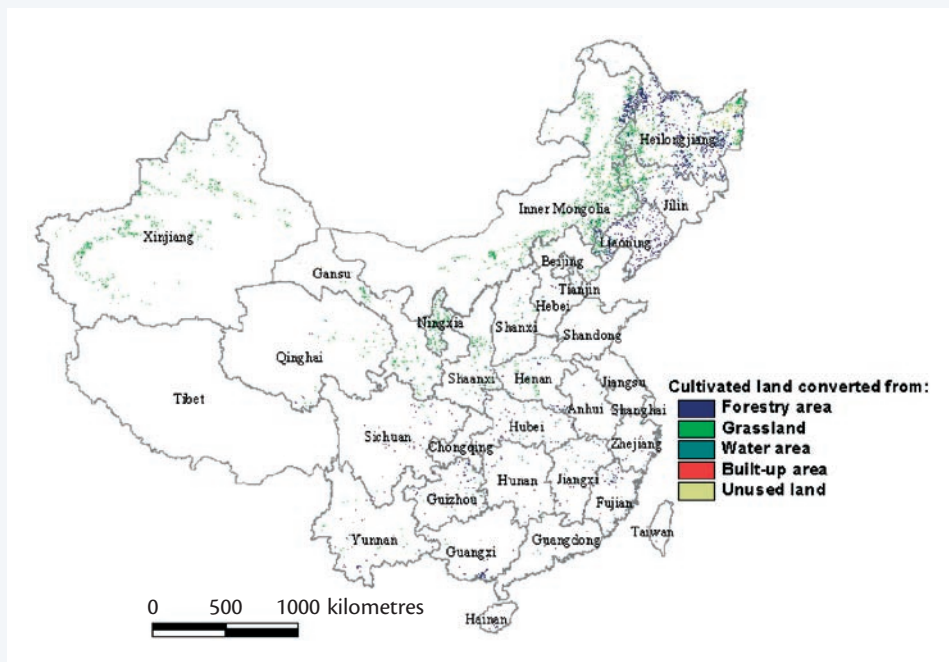 Heilongjiang
Jilin
Inner Mongolia
Liaoning
Xinjiang
Beijing
Gansu
Tianjin
Hebei
Ningxia
Shanxi
Shandong
Qinghai
Shaanxi
Henan
Jiangsu
Tibet
Anhui
Shanghai
Hubei
Sichuan
Zhejiang
Chongqing
Hunan
Jiangxi
Guizhou
Fujian
Taiwan
Yunnan
Guangdong
Guangxi
Hainan
Cultivated land converted from:
Forestry area
Grassland
Water area
Built-up area
Unused land
0 500 1000 kilometres